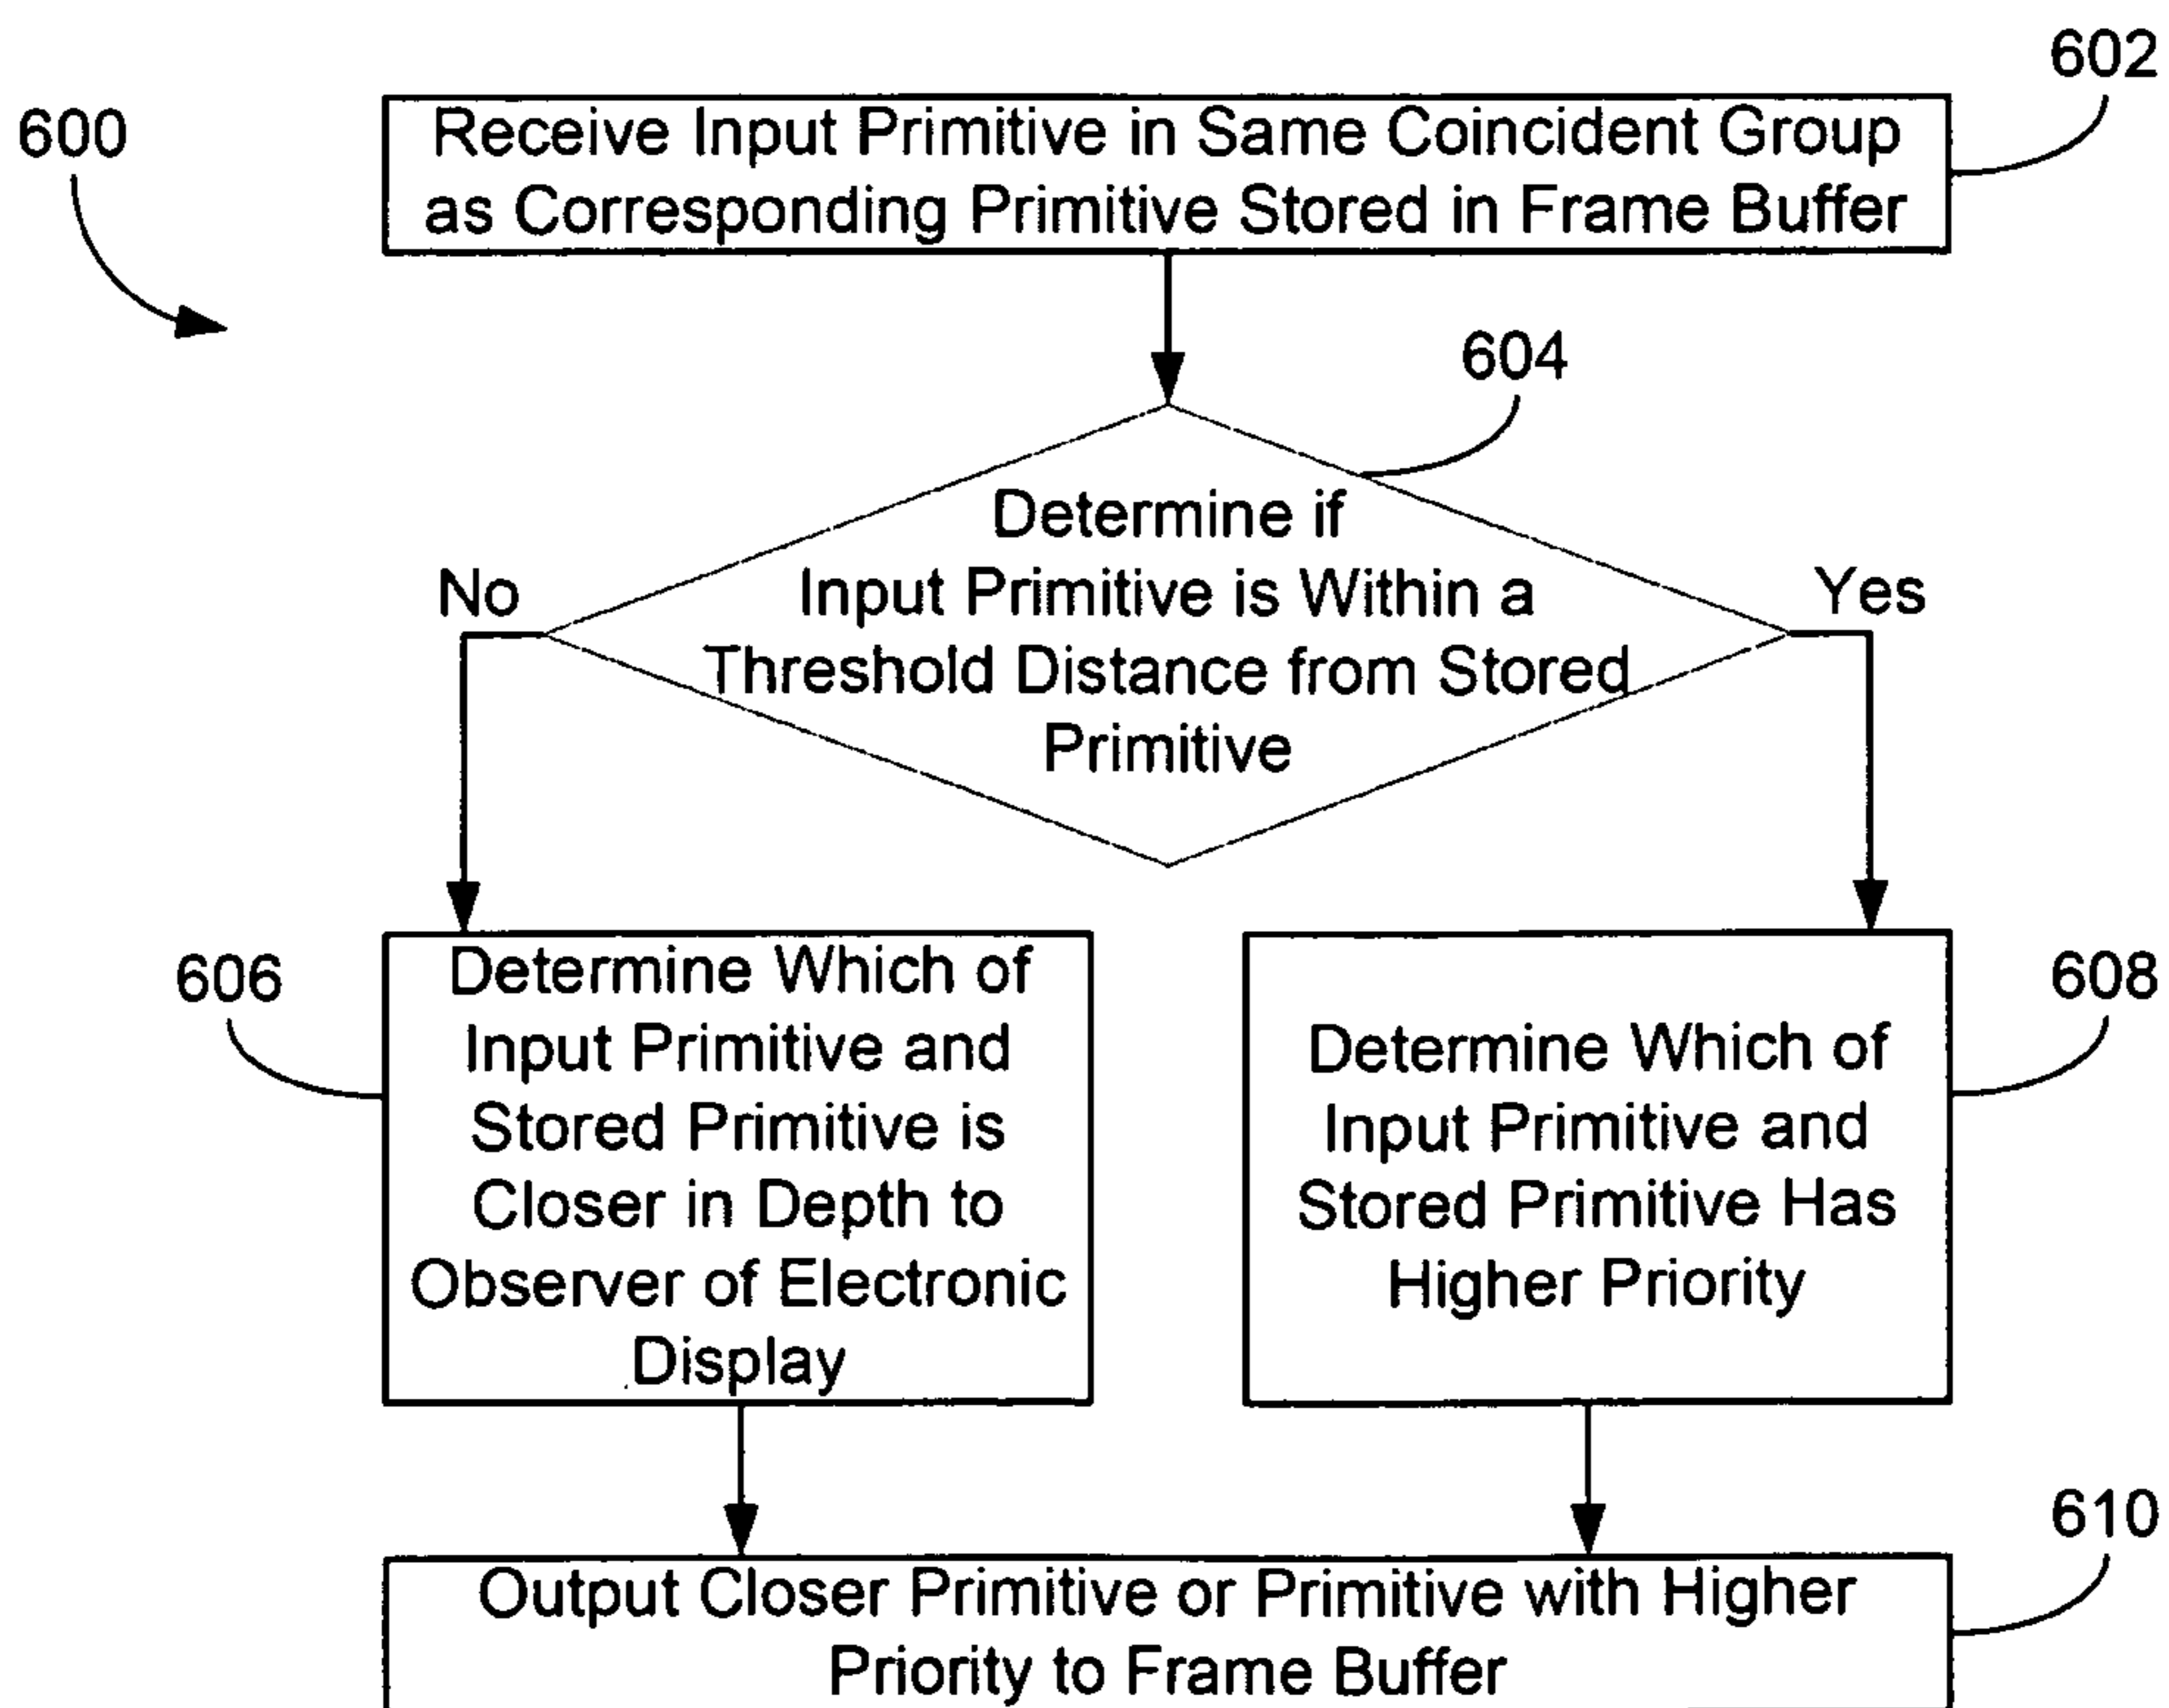 602
600
Receive Input Primitive in Same Coincident Group
as Corresponding Primitive Stored in Frame Buffer
604
Determine if
Input Primitive is Within a
Threshold Distance from Stored
Primitive
No
Yes
606
Determine Which of
Input Primitive and
Stored Primitive is
Closer in Depth to
Observer of Electronic
Display
608
Determine Which of
Input Primitive and
Stored Primitive Has
Higher Priority
610
Output Closer Primitive or Primitive with Higher
Priority to Frame Buffer